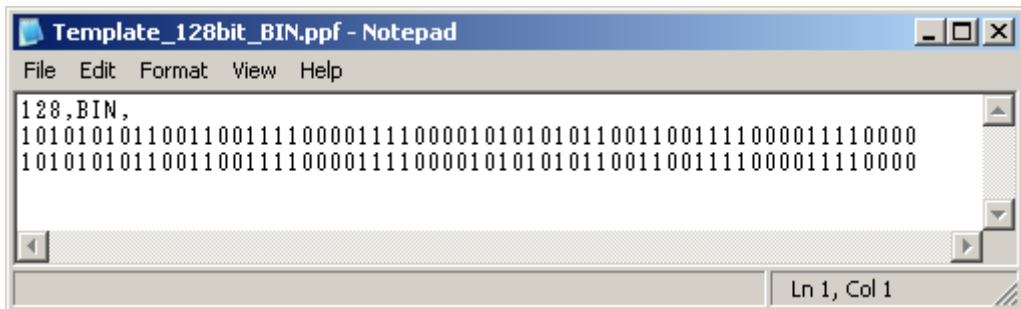 Template_128bit_BIN.ppf - Notepad
File Edit Format View Help
128,BIN,
1010101011001100111100001111000010101010110011001111000011110000
1010101011001100111100001111000010101010110011001111000011110000
Ln 1, Col 1